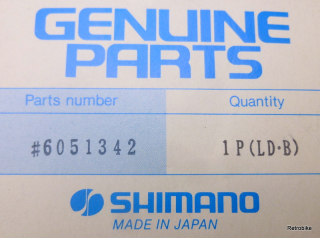 GENUINE
PARTS
Parts number Quantity
#6051342 1P(LD·B)
SHIMANO
MADE IN JAPAN
Retrobike